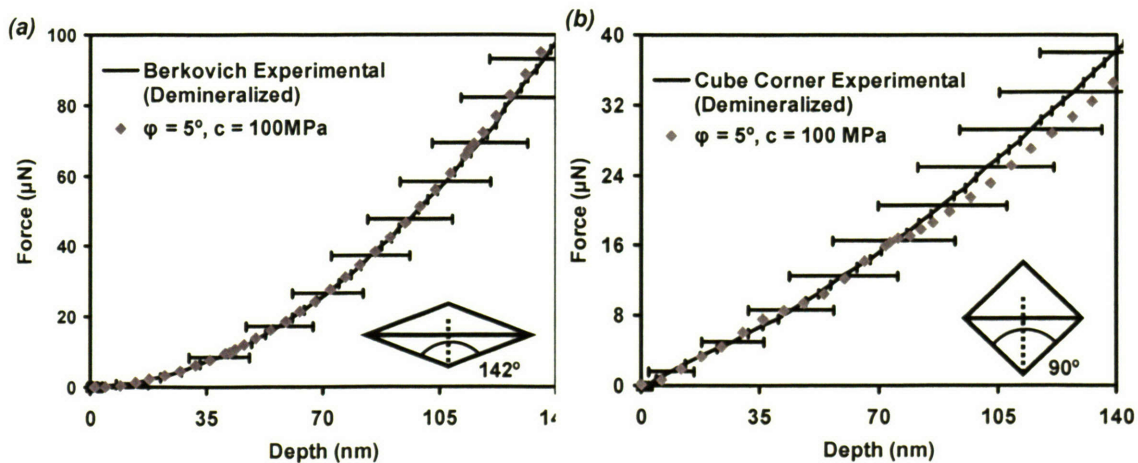 (a)
100
80
60
40
20
0
Force (µN)
Berkovich Experimental
(Demineralized)
φ = 5º, c = 100MPa
142º
0 35 70 105 14
Depth (nm)
(b)
40
32
24
16
8
0
Force (µN)
Cube Corner Experimental
(Demineralized)
φ = 5º, c = 100 MPa
90º
0 35 70 105 140
Depth (nm)